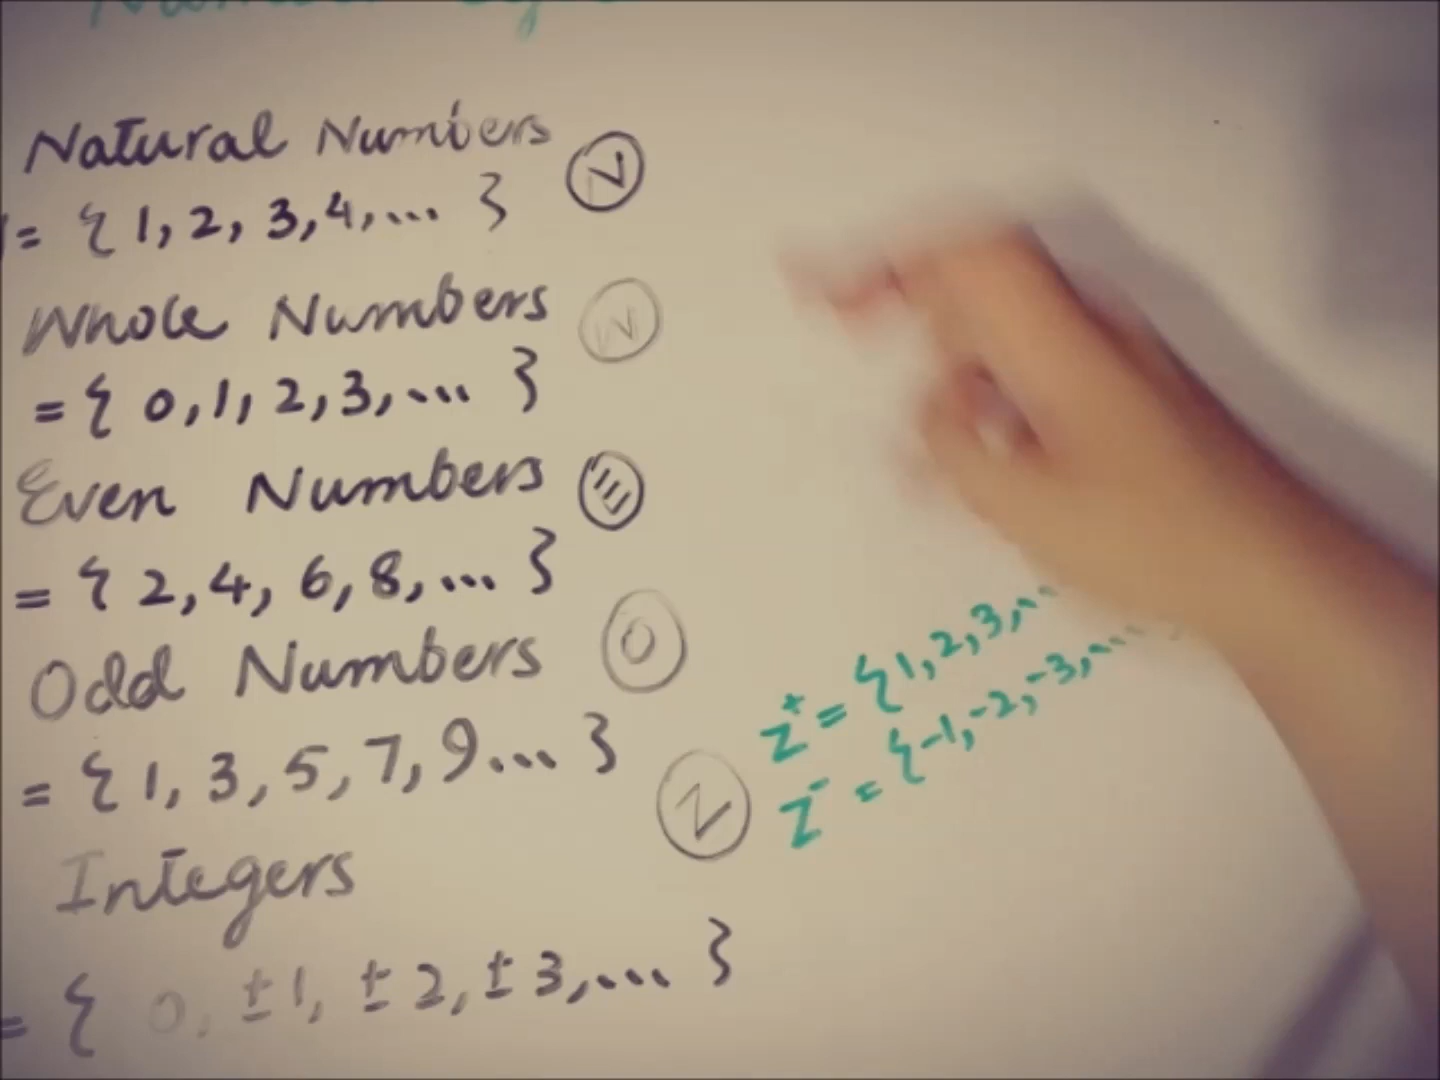 Number
Natural Numbers N
= { 1, 2, 3, 4, ... }
Whole Numbers W
= { 0, 1, 2, 3, ... }
Even Numbers E
= { 2, 4, 6, 8, ... }
Odd Numbers O
= { 1, 3, 5, 7, 9 ... }
Integers Z
= { 0, ±1, ±2, ±3, ... }
Z⁺ = { 1, 2, 3, ...
Z⁻ = { -1, -2, -3, ...